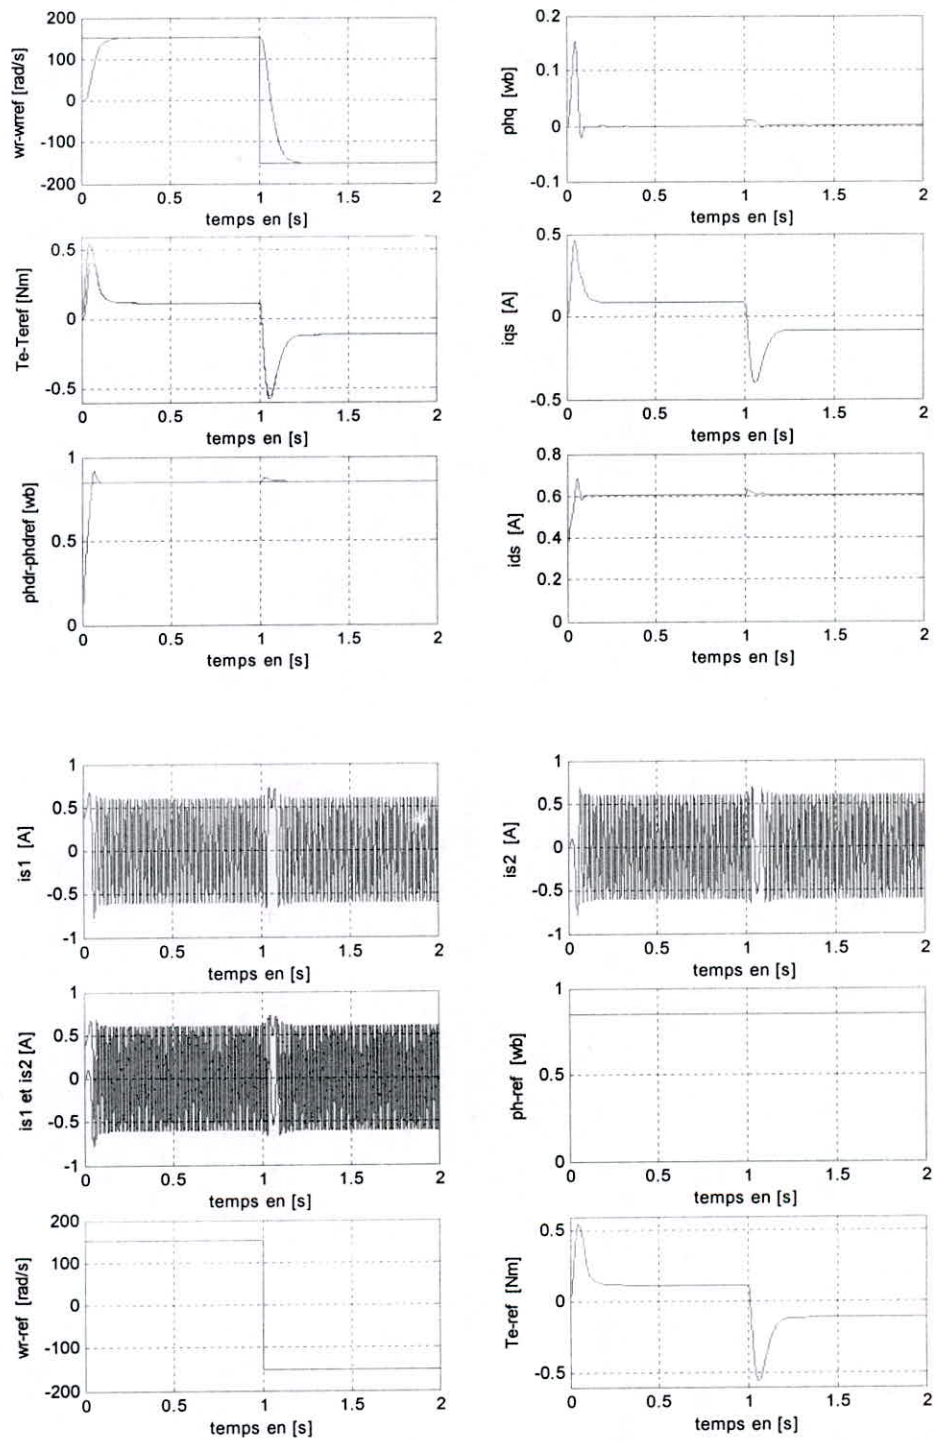 wr-wrref [rad/s]
200
100
0
-100
-200
0 0.5 1 1.5 2
temps en [s]
phq [wb]
0.2
0.1
0
-0.1
0 0.5 1 1.5 2
temps en [s]
Te-Teref [Nm]
0.5
0
-0.5
0 0.5 1 1.5 2
temps en [s]
iqs [A]
0.5
0
-0.5
0 0.5 1 1.5 2
temps en [s]
phdr-phdref [wb]
1
0.5
0
0 0.5 1 1.5 2
temps en [s]
ids [A]
0.8
0.6
0.4
0.2
0
0 0.5 1 1.5 2
temps en [s]
is1 [A]
1
0.5
0
-0.5
-1
0 0.5 1 1.5 2
temps en [s]
is2 [A]
1
0.5
0
-0.5
-1
0 0.5 1 1.5 2
temps en [s]
is1 et is2 [A]
1
0.5
0
-0.5
-1
0 0.5 1 1.5 2
temps en [s]
ph-ref [wb]
1
0.5
0
0 0.5 1 1.5 2
temps en [s]
wr-ref [rad/s]
200
100
0
-100
-200
0 0.5 1 1.5 2
temps en [s]
Te-ref [Nm]
0.5
0
-0.5
0 0.5 1 1.5 2
temps en [s]